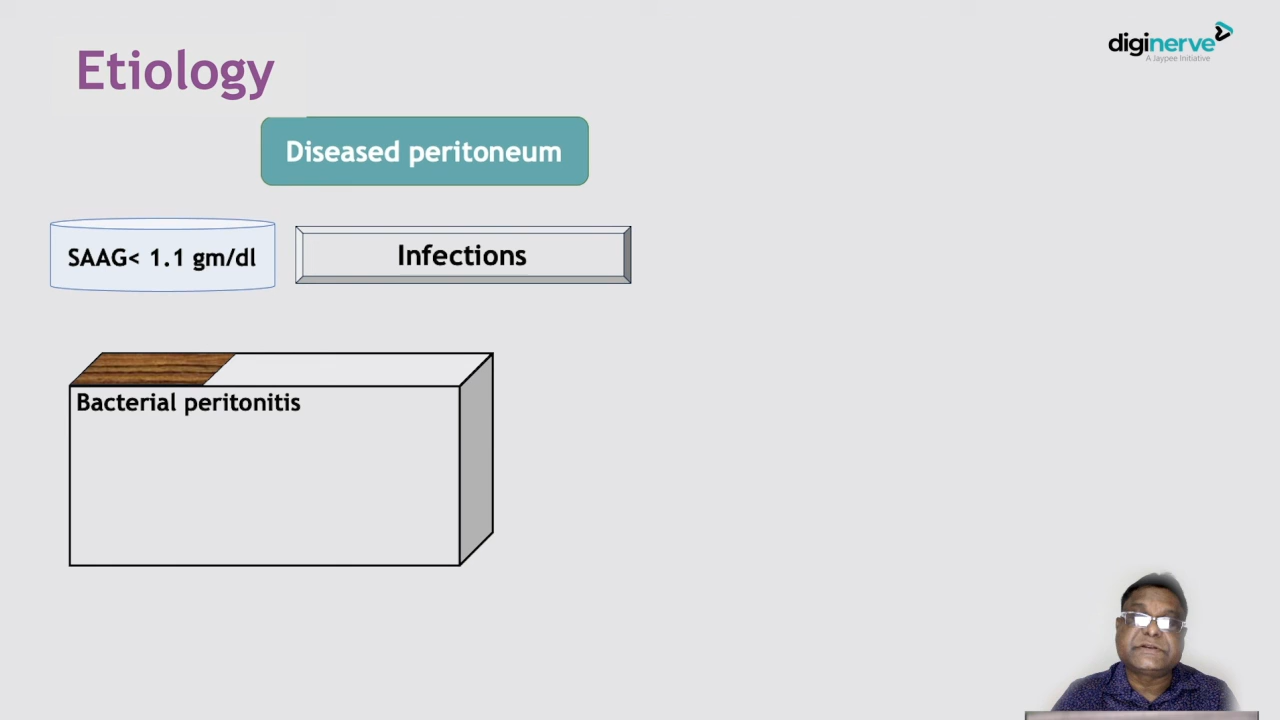 Etiology
diginerve
A Jaypee Initiative
Diseased peritoneum
SAAG< 1.1 gm/dl
Infections
Bacterial peritonitis